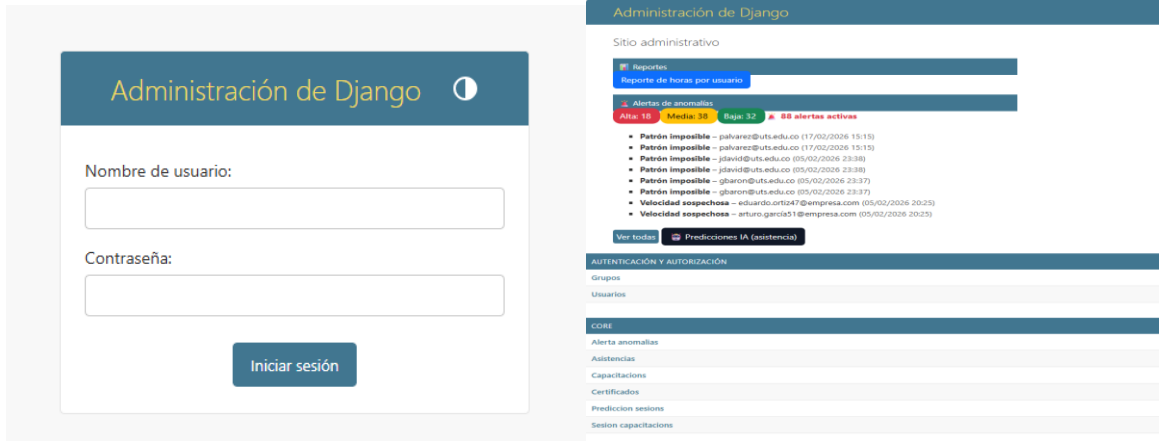 Administración de Django
Nombre de usuario:
Contraseña:
Iniciar sesión
Administración de Django
Sitio administrativo
Reportes
Reporte de horas por usuario
Alertas de anomalías
Alta: 18 Media: 38 Baja: 32 88 alertas activas
Patrón imposible – palvarez@uts.edu.co (17/02/2026 15:15)
Patrón imposible – palvarez@uts.edu.co (17/02/2026 15:15)
Patrón imposible – jdavid@uts.edu.co (05/02/2026 23:38)
Patrón imposible – jdavid@uts.edu.co (05/02/2026 23:38)
Patrón imposible – gbaron@uts.edu.co (05/02/2026 23:37)
Patrón imposible – gbaron@uts.edu.co (05/02/2026 23:37)
Velocidad sospechosa – eduardo.ortiz47@empresa.com (05/02/2026 20:25)
Velocidad sospechosa – arturo.garcía51@empresa.com (05/02/2026 20:25)
Ver todas Predicciones IA (asistencia)
AUTENTICACIÓN Y AUTORIZACIÓN
Grupos
Usuarios
CORE
Alerta anomalias
Asistencias
Capacitacions
Certificados
Prediccion sesions
Sesion capacitacions